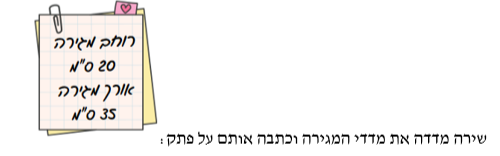 רוחב מגירה
20 ס"מ
אורך מגירה
35 ס"מ
שירה מדדה את מדדי המגירה וכתבה אותם על פתק :